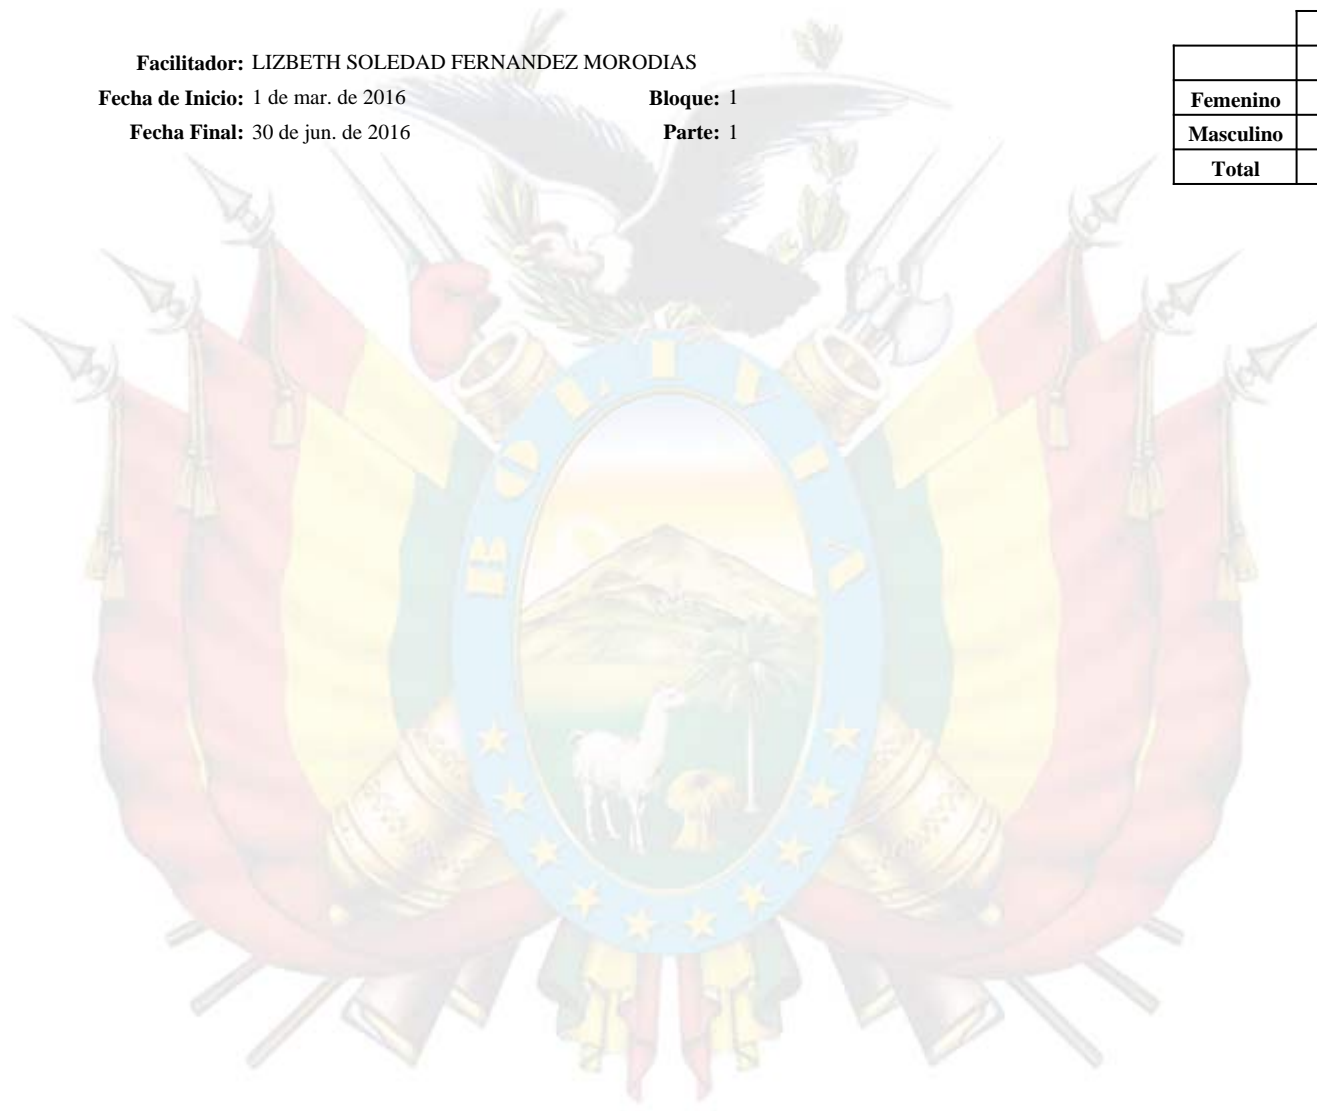 Facilitador: LIZBETH SOLEDAD FERNANDEZ MORODIAS
Fecha de Inicio: 1 de mar. de 2016 Bloque: 1
Fecha Final: 30 de jun. de 2016 Parte: 1
Femenino
Masculino
Total
BOLIVIA